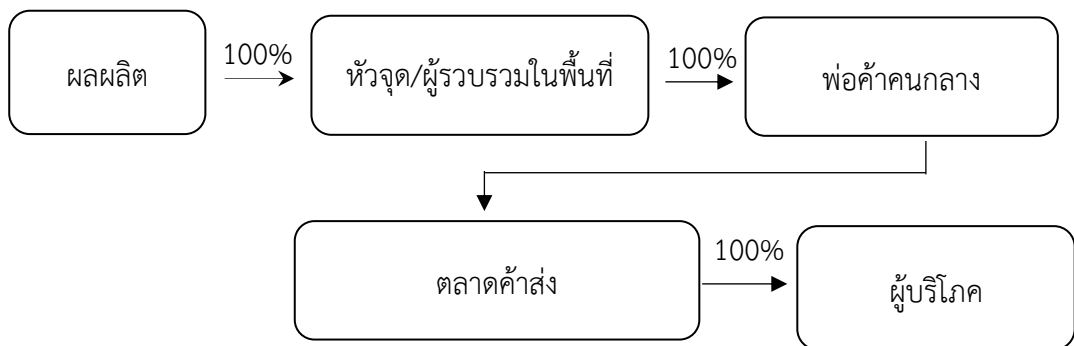 ผลผลิต
100%
หัวจุด/ผู้รวบรวมในพื้นที่
100%
พ่อค้าคนกลาง
ตลาดค้าส่ง
100%
ผู้บริโภค